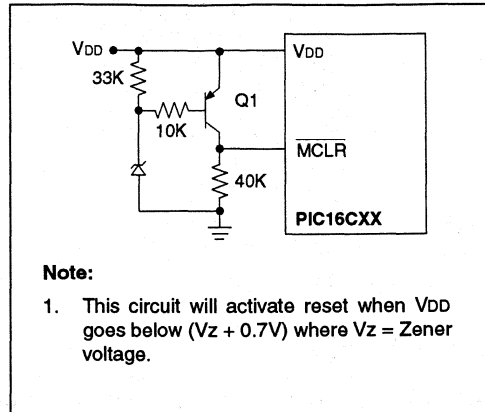 VDD VDD
33K
Q1
10K
MCLR
40K
PIC16CXX
Note:
1. This circuit will activate reset when VDD
goes below (Vz + 0.7V) where Vz = Zener
voltage.